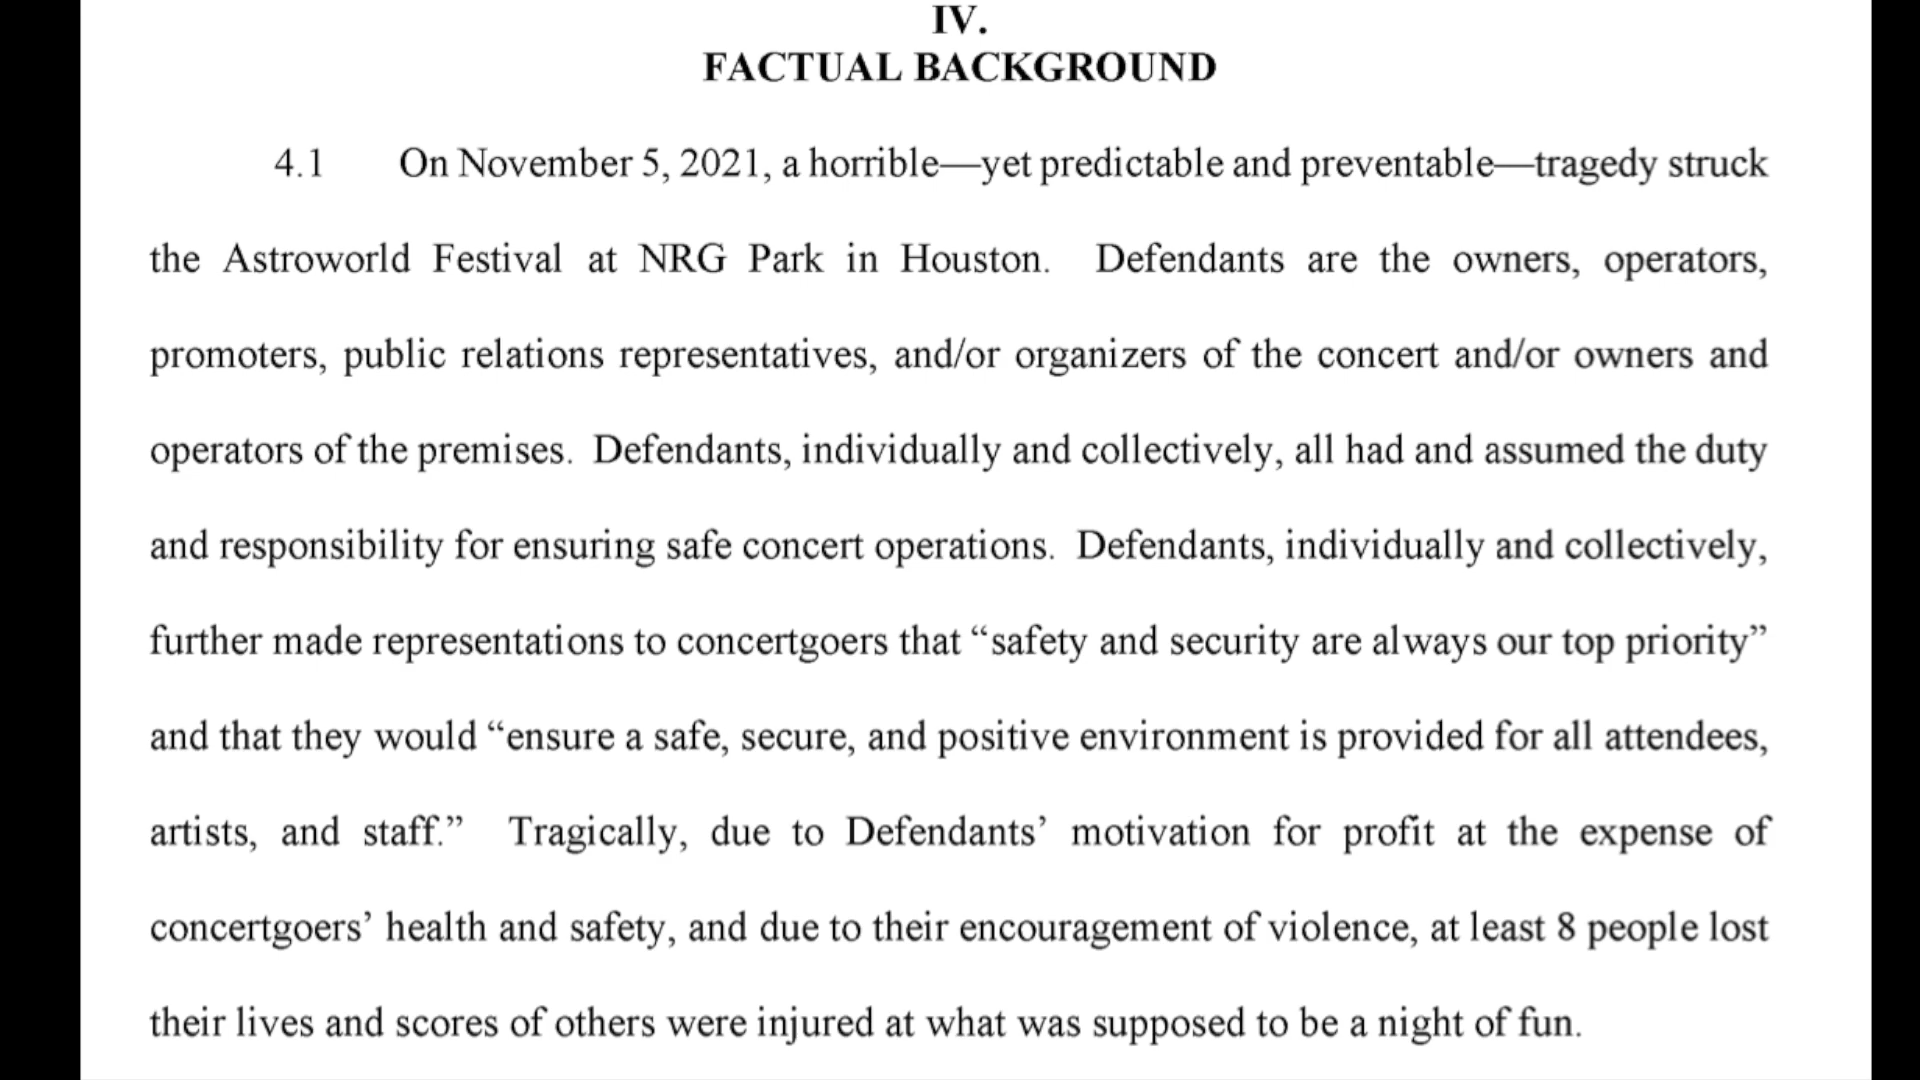 IV.
FACTUAL BACKGROUND
4.1 On November 5, 2021, a horrible—yet predictable and preventable—tragedy struck
the Astroworld Festival at NRG Park in Houston. Defendants are the owners, operators,
promoters, public relations representatives, and/or organizers of the concert and/or owners and
operators of the premises. Defendants, individually and collectively, all had and assumed the duty
and responsibility for ensuring safe concert operations. Defendants, individually and collectively,
further made representations to concertgoers that “safety and security are always our top priority”
and that they would “ensure a safe, secure, and positive environment is provided for all attendees,
artists, and staff.” Tragically, due to Defendants’ motivation for profit at the expense of
concertgoers’ health and safety, and due to their encouragement of violence, at least 8 people lost
their lives and scores of others were injured at what was supposed to be a night of fun.